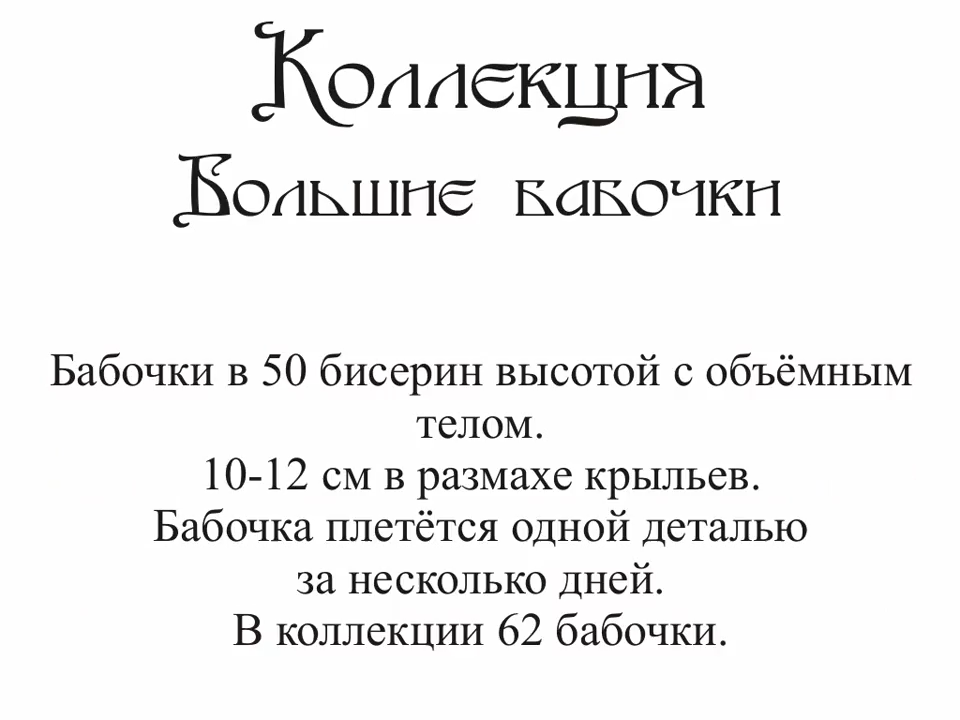 Коллекция
Большие бабочки
Бабочки в 50 бисерин высотой с объёмным
телом.
10-12 см в размахе крыльев.
Бабочка плетётся одной деталью
за несколько дней.
В коллекции 62 бабочки.